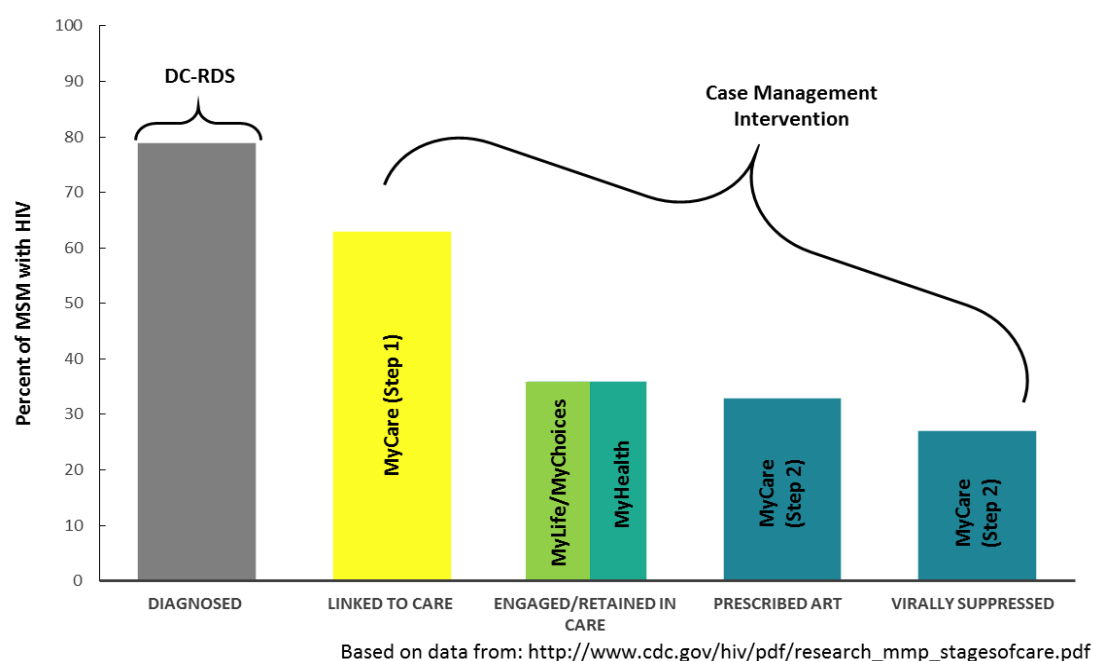 100
90
80
70
60
50
40
30
20
10
0
Percent of MSM with HIV
DC-RDS
Case Management
Intervention
MyCare (Step 1)
MyLife/MyChoices
MyHealth
MyCare
(Step 2)
MyCare
(Step 2)
DIAGNOSED
LINKED TO CARE
ENGAGED/RETAINED IN
CARE
PRESCRIBED ART
VIRALLY SUPPRESSED
Based on data from: http://www.cdc.gov/hiv/pdf/research_mmp_stagesofcare.pdf